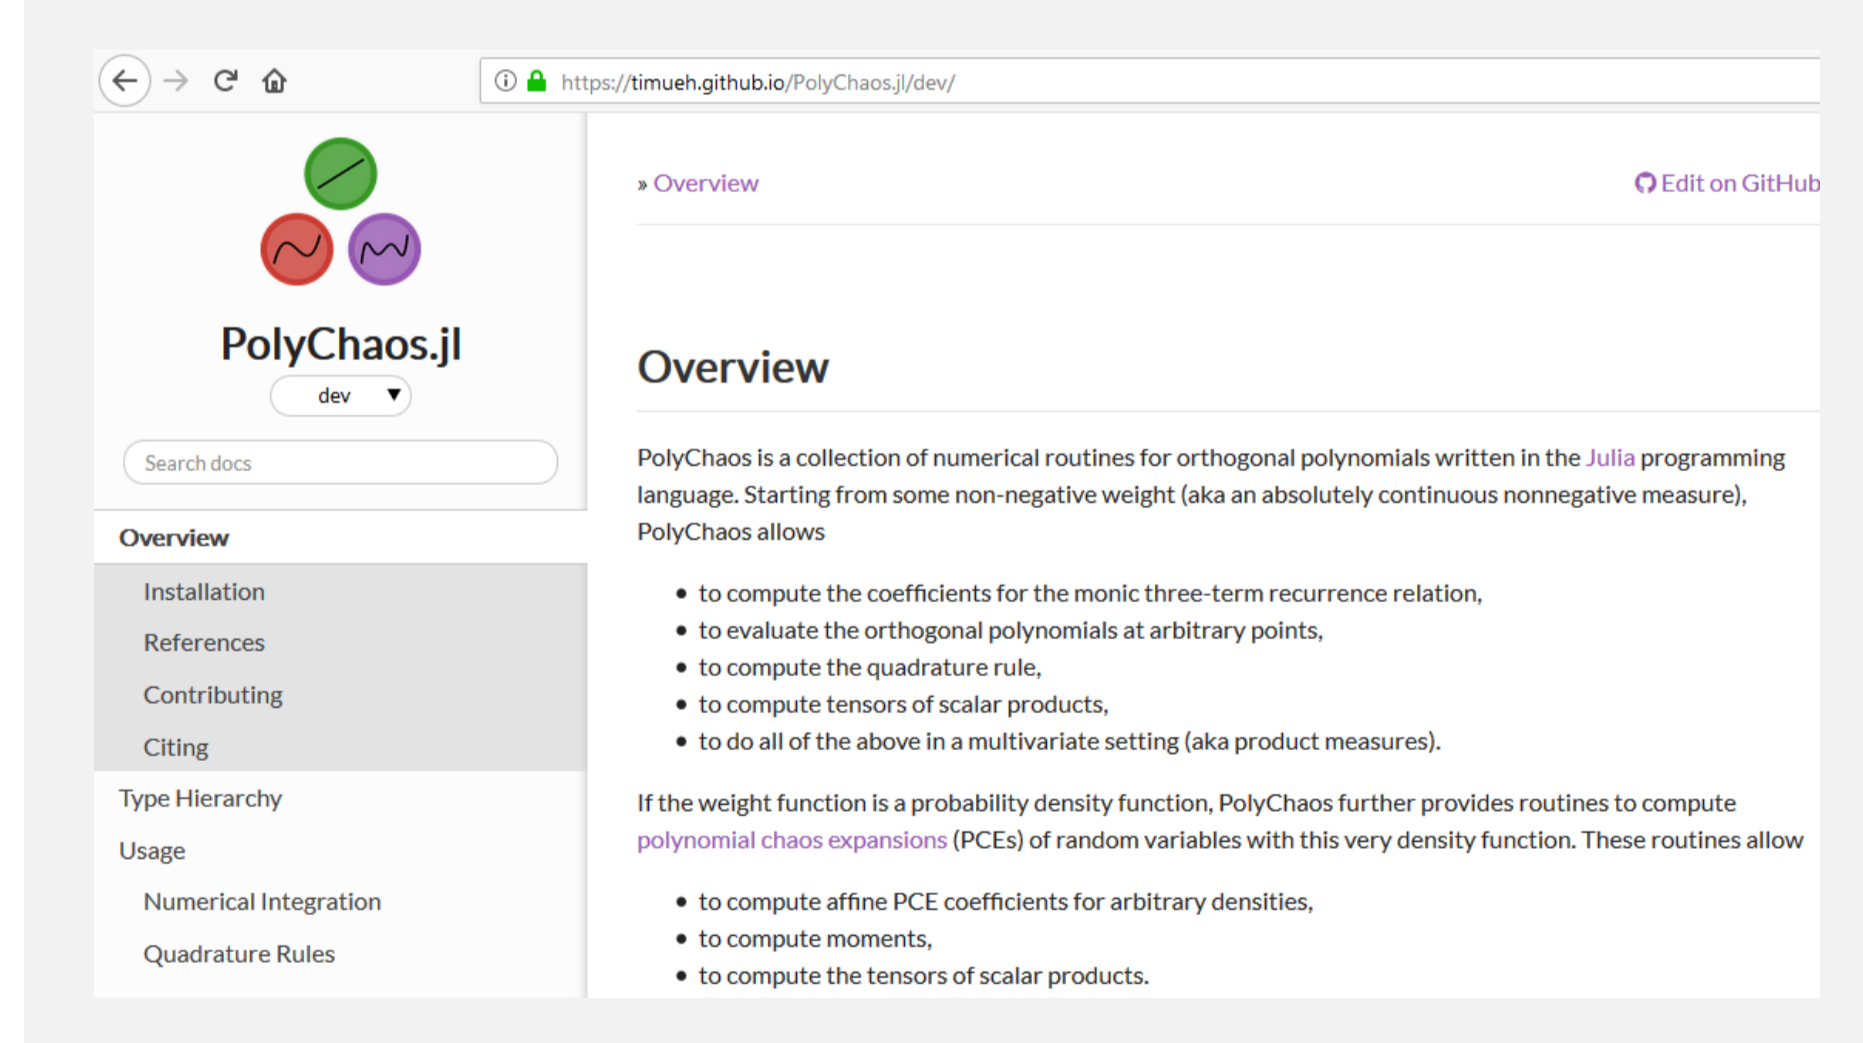 https://timueh.github.io/PolyChaos.jl/dev/
PolyChaos.jl
dev
Search docs
Overview
Installation
References
Contributing
Citing
Type Hierarchy
Usage
Numerical Integration
Quadrature Rules
» Overview
Edit on GitHub
Overview
PolyChaos is a collection of numerical routines for orthogonal polynomials written in the Julia programming
language. Starting from some non-negative weight (aka an absolutely continuous nonnegative measure),
PolyChaos allows
• to compute the coefficients for the monic three-term recurrence relation,
• to evaluate the orthogonal polynomials at arbitrary points,
• to compute the quadrature rule,
• to compute tensors of scalar products,
• to do all of the above in a multivariate setting (aka product measures).
If the weight function is a probability density function, PolyChaos further provides routines to compute
polynomial chaos expansions (PCEs) of random variables with this very density function. These routines allow
• to compute affine PCE coefficients for arbitrary densities,
• to compute moments,
• to compute the tensors of scalar products.